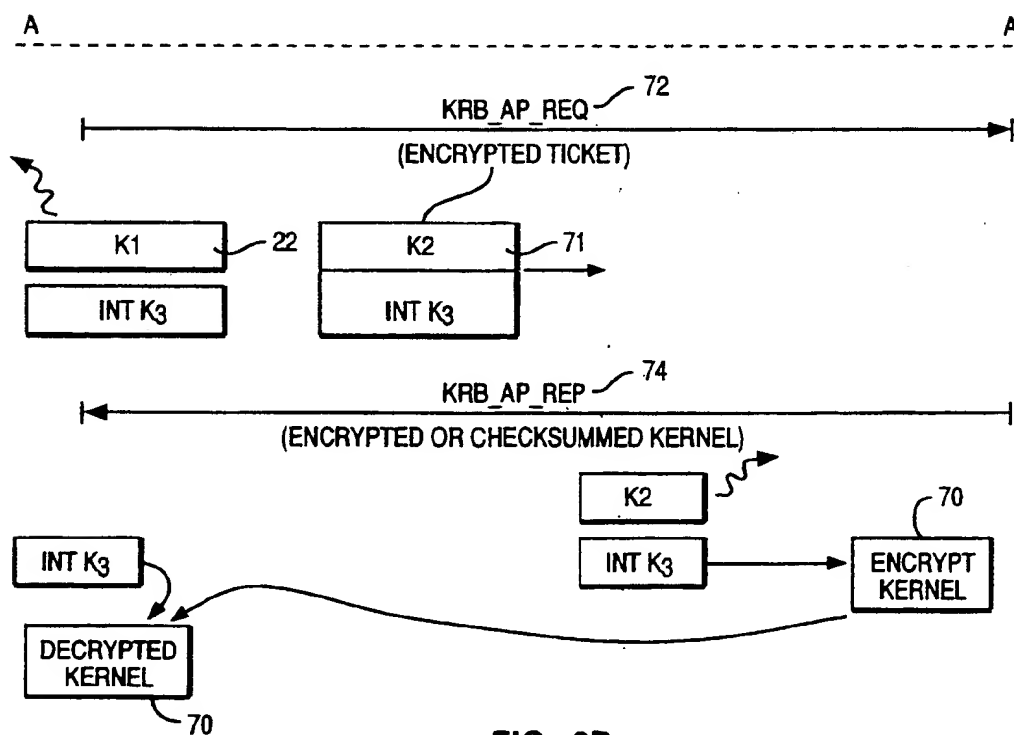 A A
KRB_AP_REQ 72
(ENCRYPTED TICKET)
K1 22 K2 71
INT K3 INT K3
KRB_AP_REP 74
(ENCRYPTED OR CHECKSUMMED KERNEL)
K2
70
INT K3 INT K3 ENCRYPT
KERNEL
DECRYPTED
KERNEL
70